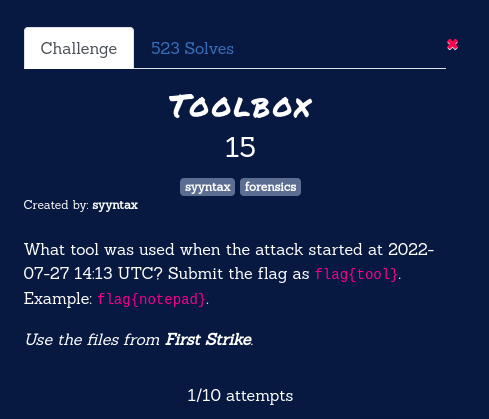 Challenge 523 Solves ✖
Toolbox
15
syyntax forensics
Created by: syyntax
What tool was used when the attack started at 2022-
07-27 14:13 UTC? Submit the flag as flag{tool}.
Example: flag{notepad}.
Use the files from First Strike.
1/10 attempts